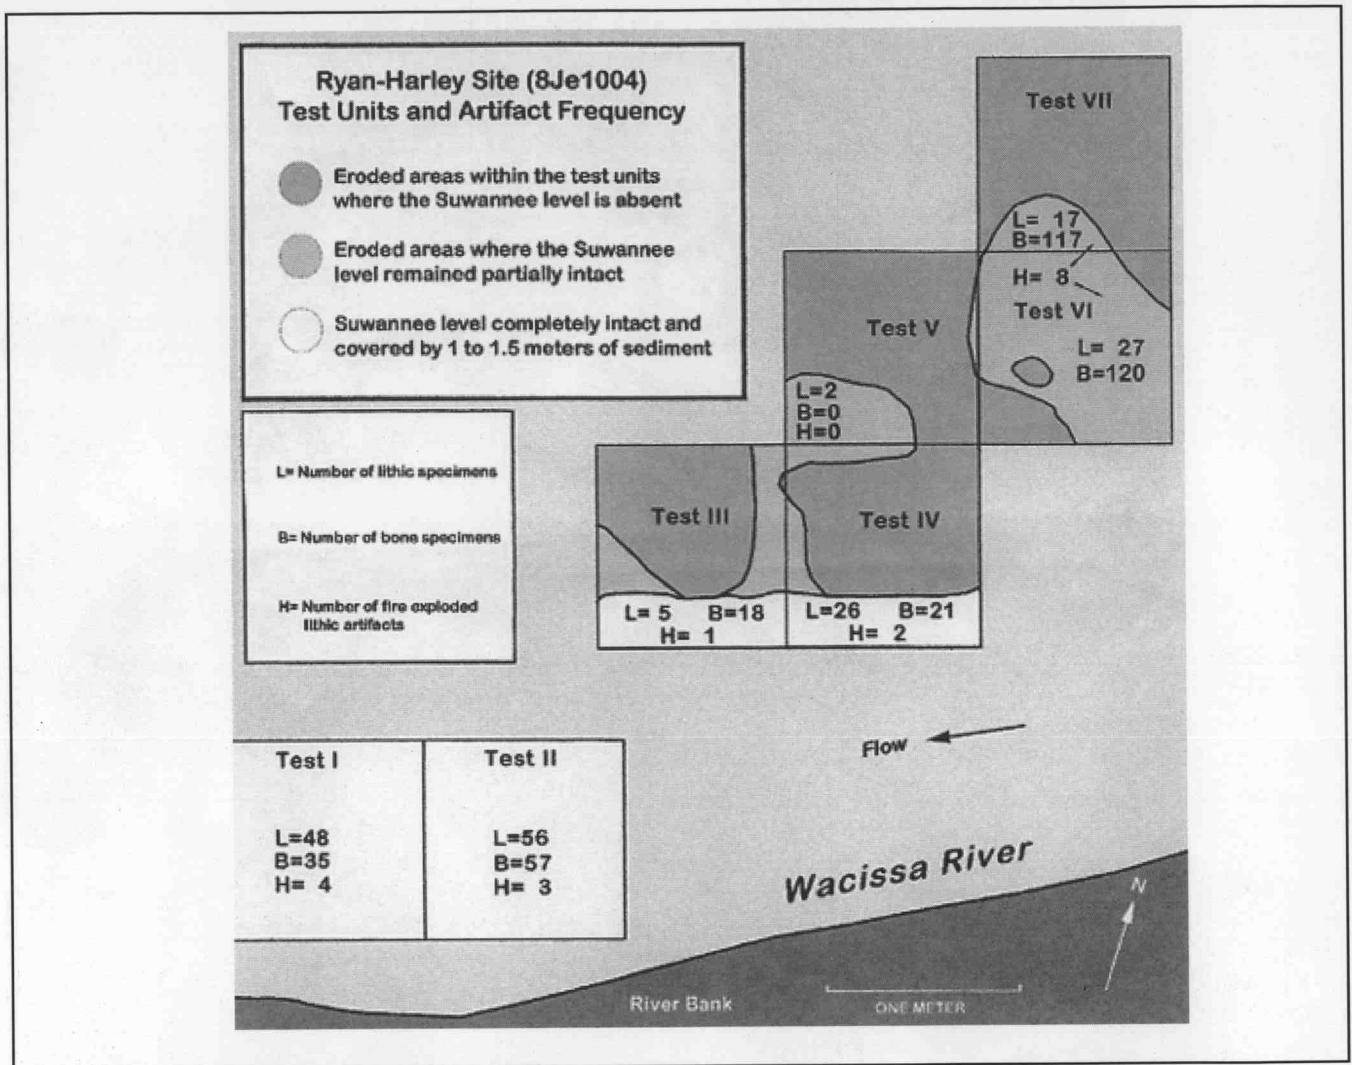 Ryan-Harley Site (8Je1004)
Test Units and Artifact Frequency
Eroded areas within the test units
where the Suwannee level is absent
Eroded areas where the Suwannee
level remained partially intact
Suwannee level completely intact and
covered by 1 to 1.5 meters of sediment
L= Number of lithic specimens
B= Number of bone specimens
H= Number of fire exploded
lithic artifacts
Test VII
L= 17
B=117
H= 8
Test VI
L= 27
B=120
Test V
L=2
B=0
H=0
Test III
Test IV
L= 5 B=18
H= 1
L=26 B=21
H= 2
Flow
Test I
L=48
B=35
H= 4
Test II
L=56
B=57
H= 3
Wacissa River
N
River Bank
ONE METER